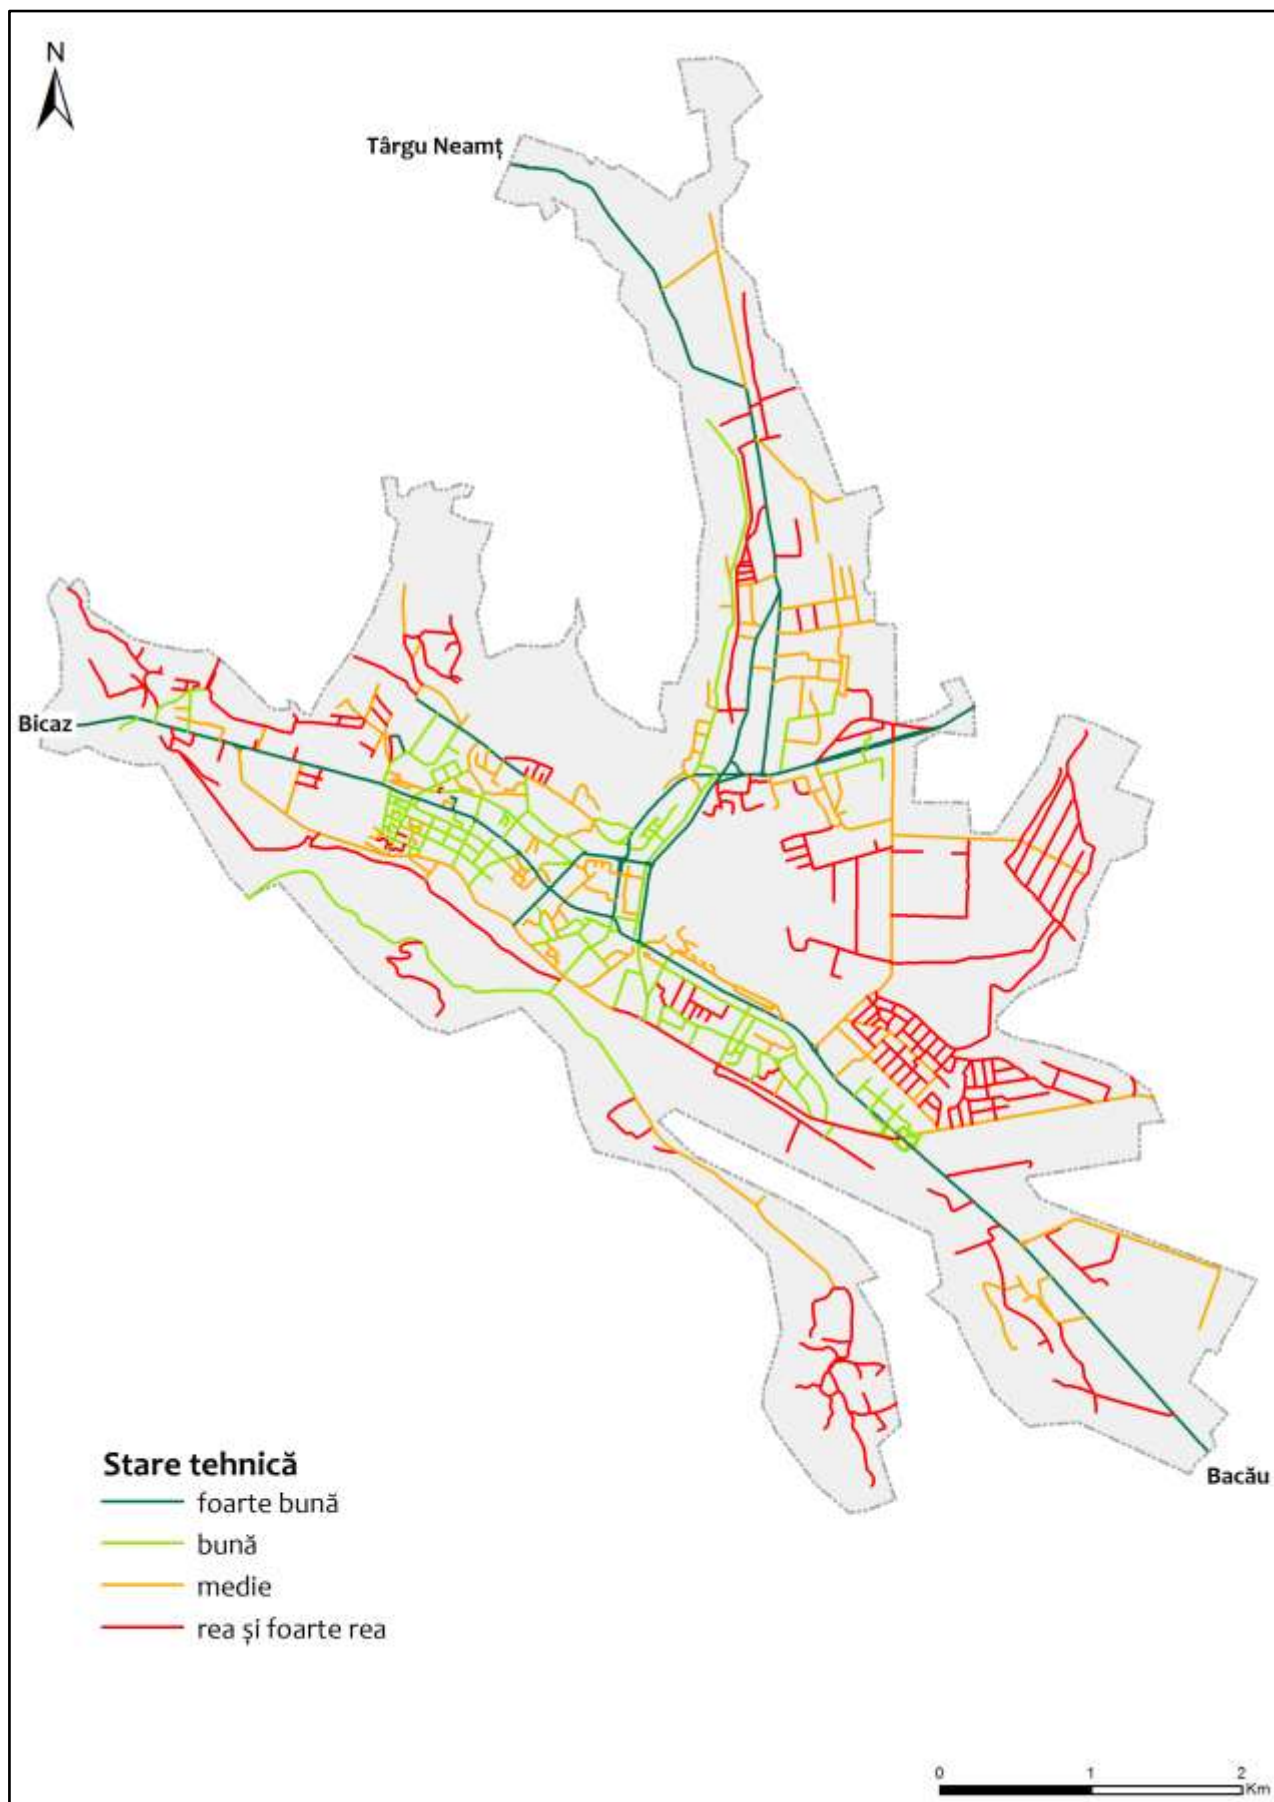 N
Târgu Neamț
Bicaz
Bacău
Stare tehnică
foarte bună
bună
medie
rea și foarte rea
0 1 2
Km